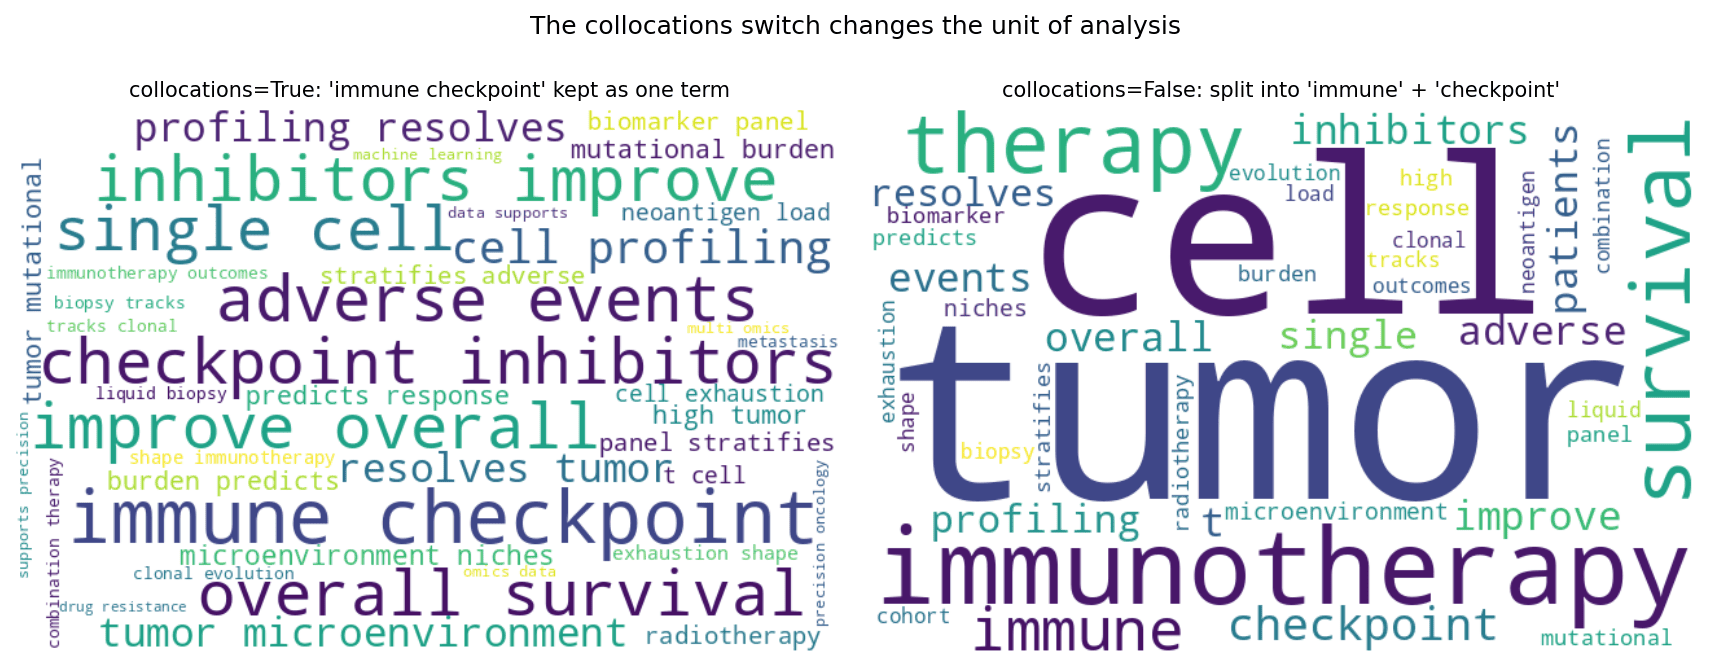 The collocations switch changes the unit of analysis
collocations=True: 'immune checkpoint' kept as one term
profiling resolves
biomarker panel
machine learning
mutational burden
inhibitors improve
tumor mutational
single cell
data supports
neoantigen load
cell profiling
immunotherapy outcomes
stratifies adverse
biopsy tracks
adverse events
tracks clonal
multi omics
metastasis
checkpoint inhibitors
liquid biopsy
predicts response
cell exhaustion
high tumor
improve overall
panel stratifies
supports precision
shape immunotherapy
resolves tumor
t cell
burden predicts
combination therapy
precision oncology
immune checkpoint
microenvironment niches
exhaustion shape
clonal evolution
omics data
drug resistance
overall survival
tumor microenvironment
radiotherapy
collocations=False: split into 'immune' + 'checkpoint'
therapy
inhibitors
patients
combination
survival
evolution
load
high
resolves
response
biomarker
predicts
cell
clonal
tracks
neoantigen
events
burden
outcomes
niches
exhaustion
overall
single
adverse
tumor
shape
stratifies
radiotherapy
liquid
panel
biopsy
profiling
t
microenvironment
improve
immunotherapy
cohort
immune
checkpoint
mutational